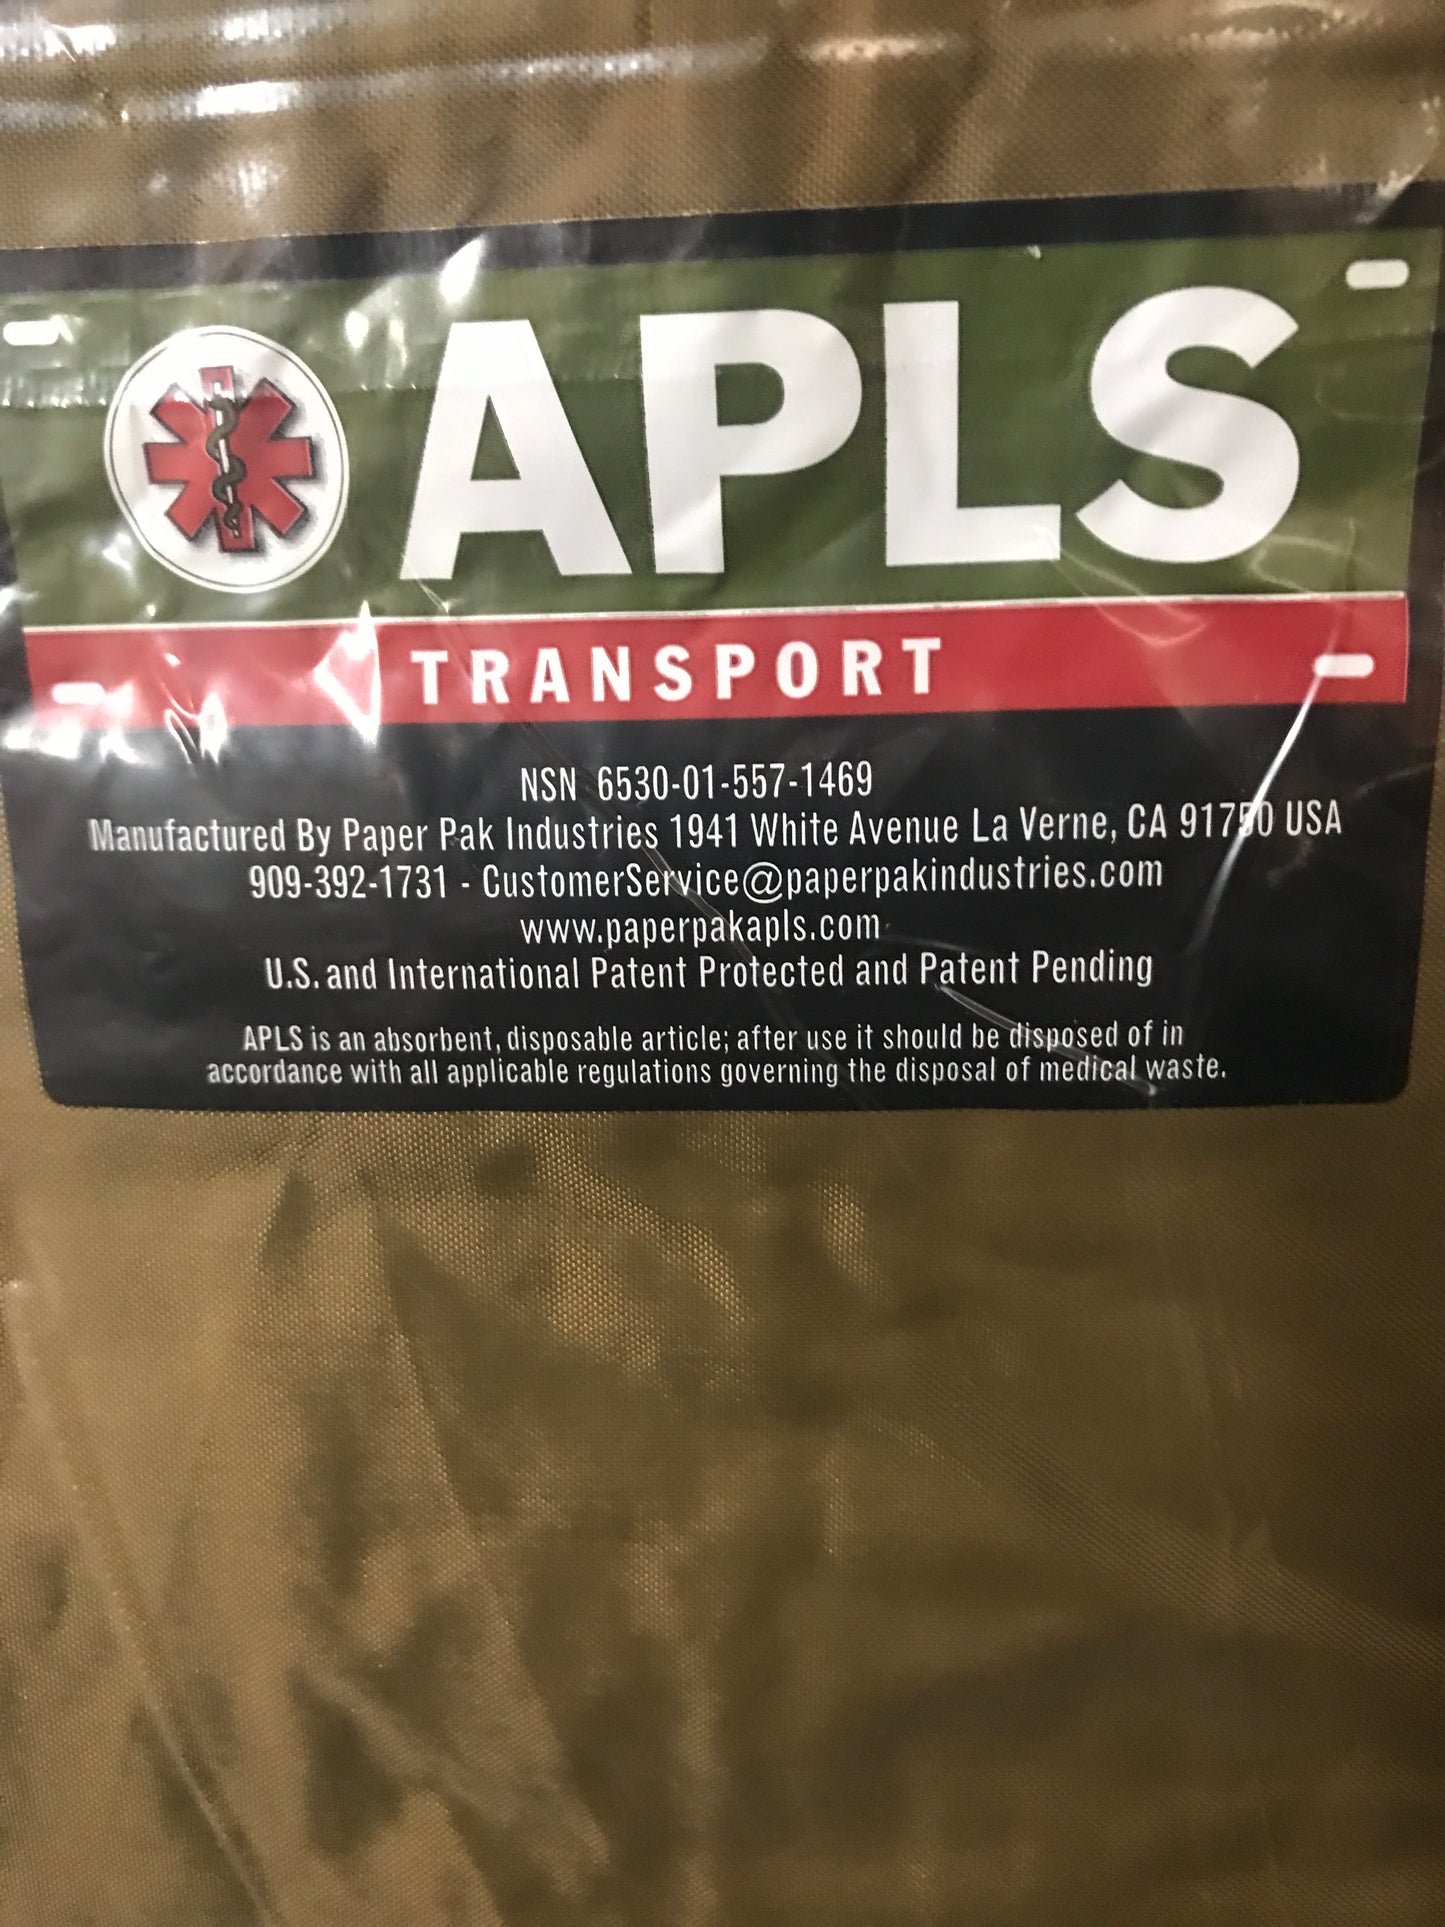 APLS
TRANSPORT
NSN 6530-01-557-1469
Manufactured By Paper Pak Industries 1941 White Avenue La Verne, CA 91750 USA
909-392-1731 - CustomerService@paperpakindustries.com
www.paperpakapls.com
U.S. and International Patent Protected and Patent Pending
APLS is an absorbent, disposable article; after use it should be disposed of in
accordance with all applicable regulations governing the disposal of medical waste.